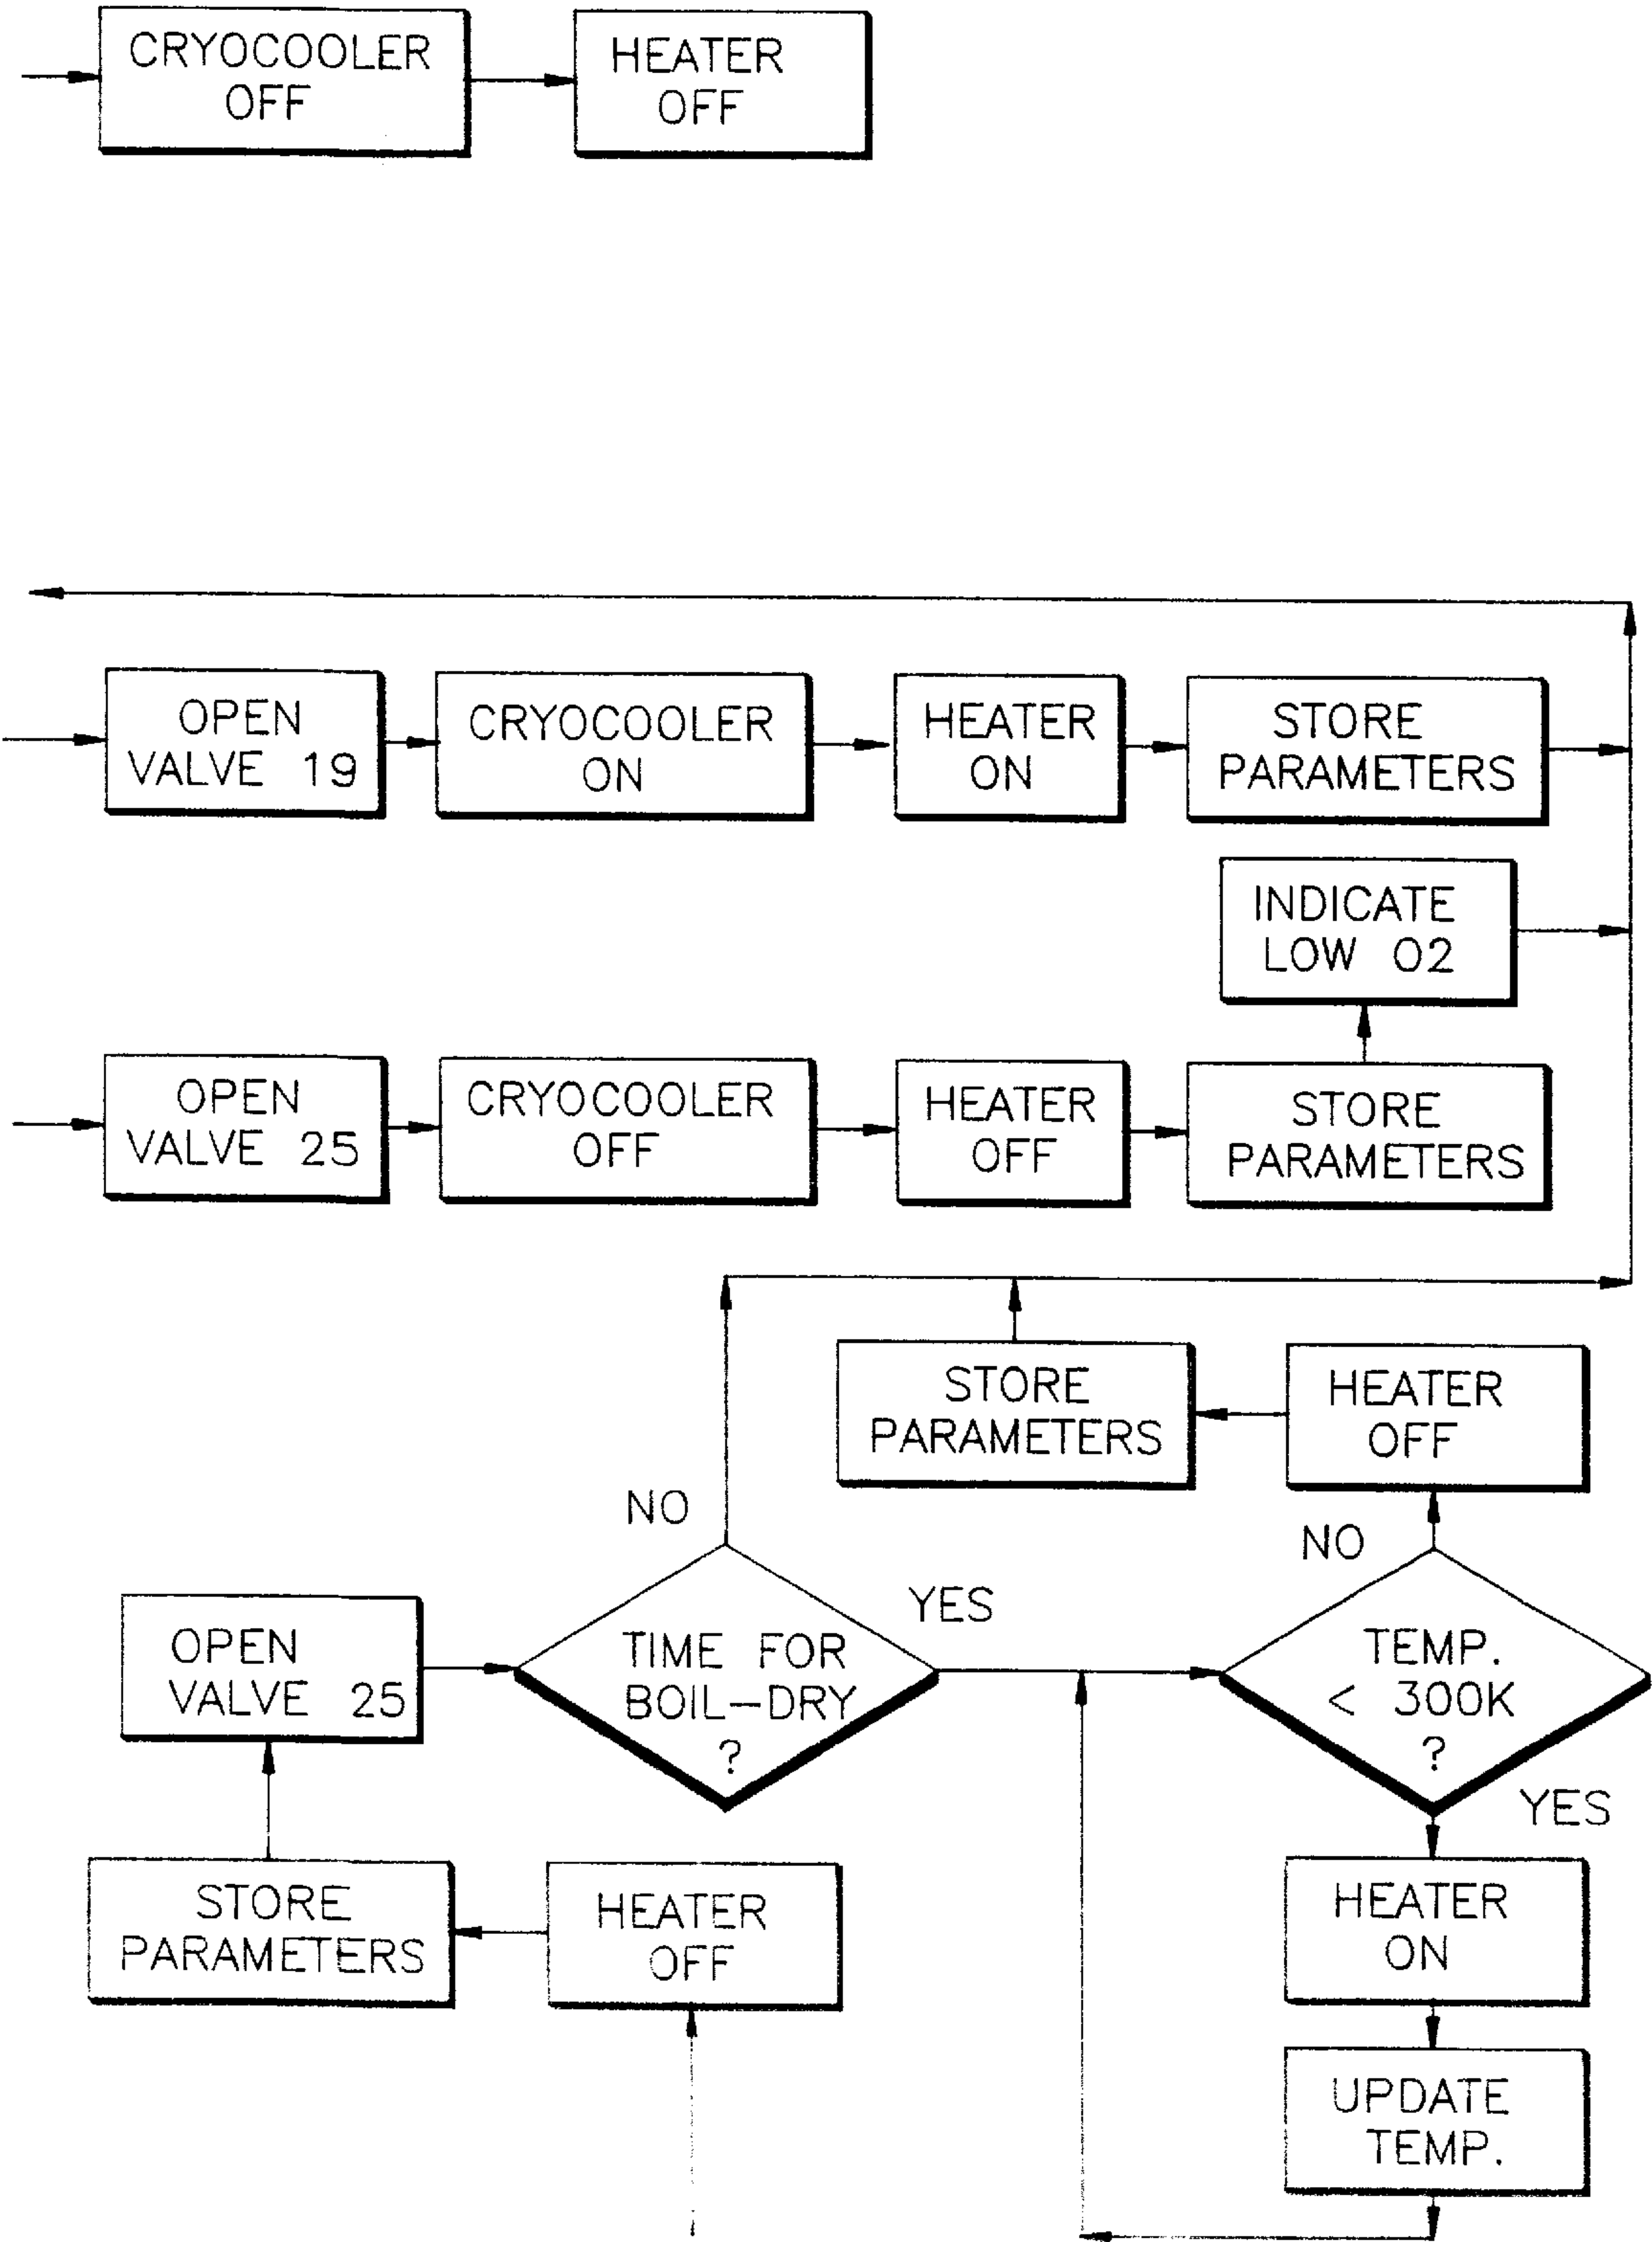 CRYOCOOLER
OFF
HEATER
OFF
OPEN
VALVE 19
CRYOCOOLER
ON
HEATER
ON
STORE
PARAMETERS
INDICATE
LOW O2
OPEN
VALVE 25
CRYOCOOLER
OFF
HEATER
OFF
STORE
PARAMETERS
STORE
PARAMETERS
HEATER
OFF
NO
NO
OPEN
VALVE 25
TIME FOR
BOIL-DRY
?
YES
TEMP.
< 300K
?
YES
STORE
PARAMETERS
HEATER
OFF
HEATER
ON
UPDATE
TEMP.